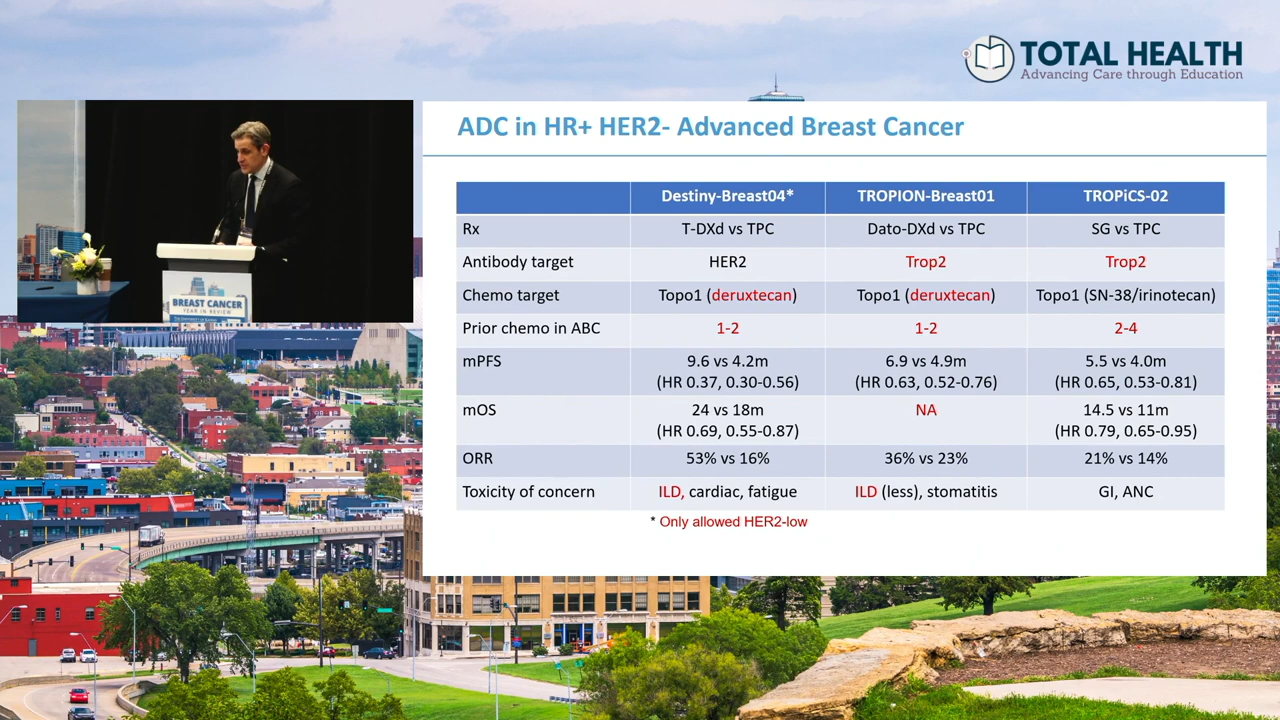 TOTAL HEALTH
Advancing Care through Education
ADC in HR+ HER2- Advanced Breast Cancer
Destiny-Breast04* TROPION-Breast01 TROPiCS-02
Rx T-DXd vs TPC Dato-DXd vs TPC SG vs TPC
Antibody target HER2 Trop2 Trop2
Chemo target Topo1 (deruxtecan) Topo1 (deruxtecan) Topo1 (SN-38/irinotecan)
Prior chemo in ABC 1-2 1-2 2-4
mPFS 9.6 vs 4.2m 6.9 vs 4.9m 5.5 vs 4.0m
(HR 0.37, 0.30-0.56) (HR 0.63, 0.52-0.76) (HR 0.65, 0.53-0.81)
mOS 24 vs 18m NA 14.5 vs 11m
(HR 0.69, 0.55-0.87) (HR 0.79, 0.65-0.95)
ORR 53% vs 16% 36% vs 23% 21% vs 14%
Toxicity of concern ILD, cardiac, fatigue ILD (less), stomatitis GI, ANC
* Only allowed HER2-low
BREAST CANCER
YEAR IN REVIEW